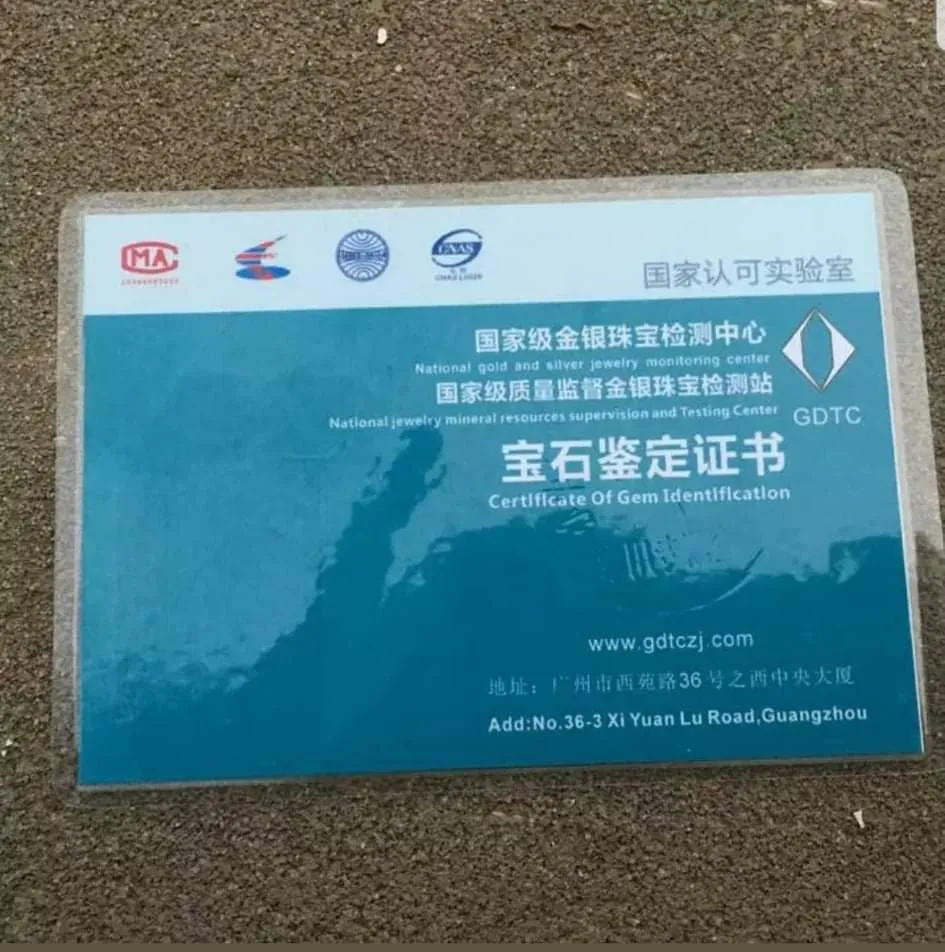 CMA
CNAS
国家认可实验室
国家级金银珠宝检测中心
National gold and silver jewelry monitoring center
国家级质量监督金银珠宝检测站
National jewelry mineral resources supervision and Testing Center
GDTC
宝石鉴定证书
Certificate Of Gem Identification
www.gdtczj.com
地址：广州市西苑路36号之西中央大厦
Add:No.36-3 Xi Yuan Lu Road,Guangzhou